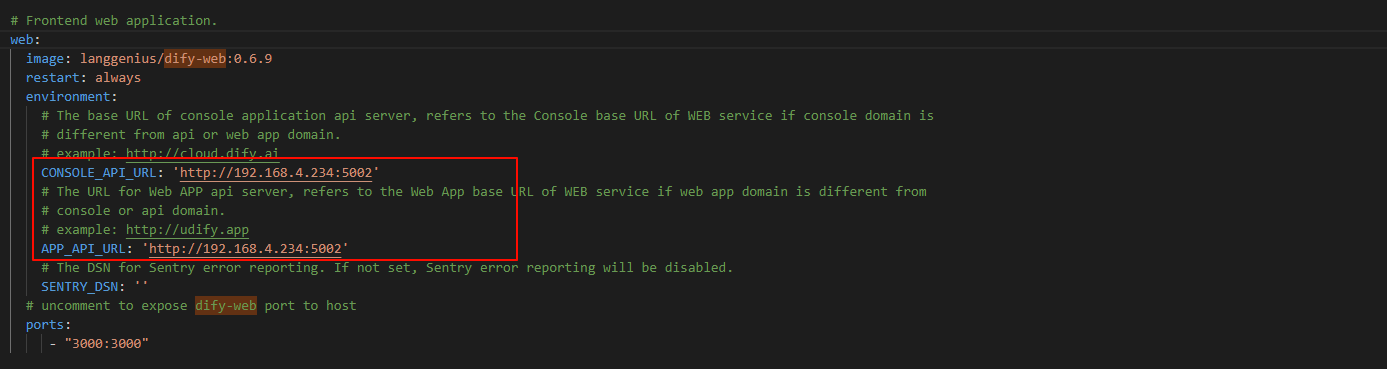 # Frontend web application.
web:
image: langgenius/dify-web:0.6.9
restart: always
environment:
# The base URL of console application api server, refers to the Console base URL of WEB service if console domain is
# different from api or web app domain.
# example: http://cloud.dify.ai
CONSOLE_API_URL: 'http://192.168.4.234:5002'
# The URL for Web APP api server, refers to the Web App base URL of WEB service if web app domain is different from
# console or api domain.
# example: http://udify.app
APP_API_URL: 'http://192.168.4.234:5002'
# The DSN for Sentry error reporting. If not set, Sentry error reporting will be disabled.
SENTRY_DSN: ''
# uncomment to expose dify-web port to host
ports:
- "3000:3000"